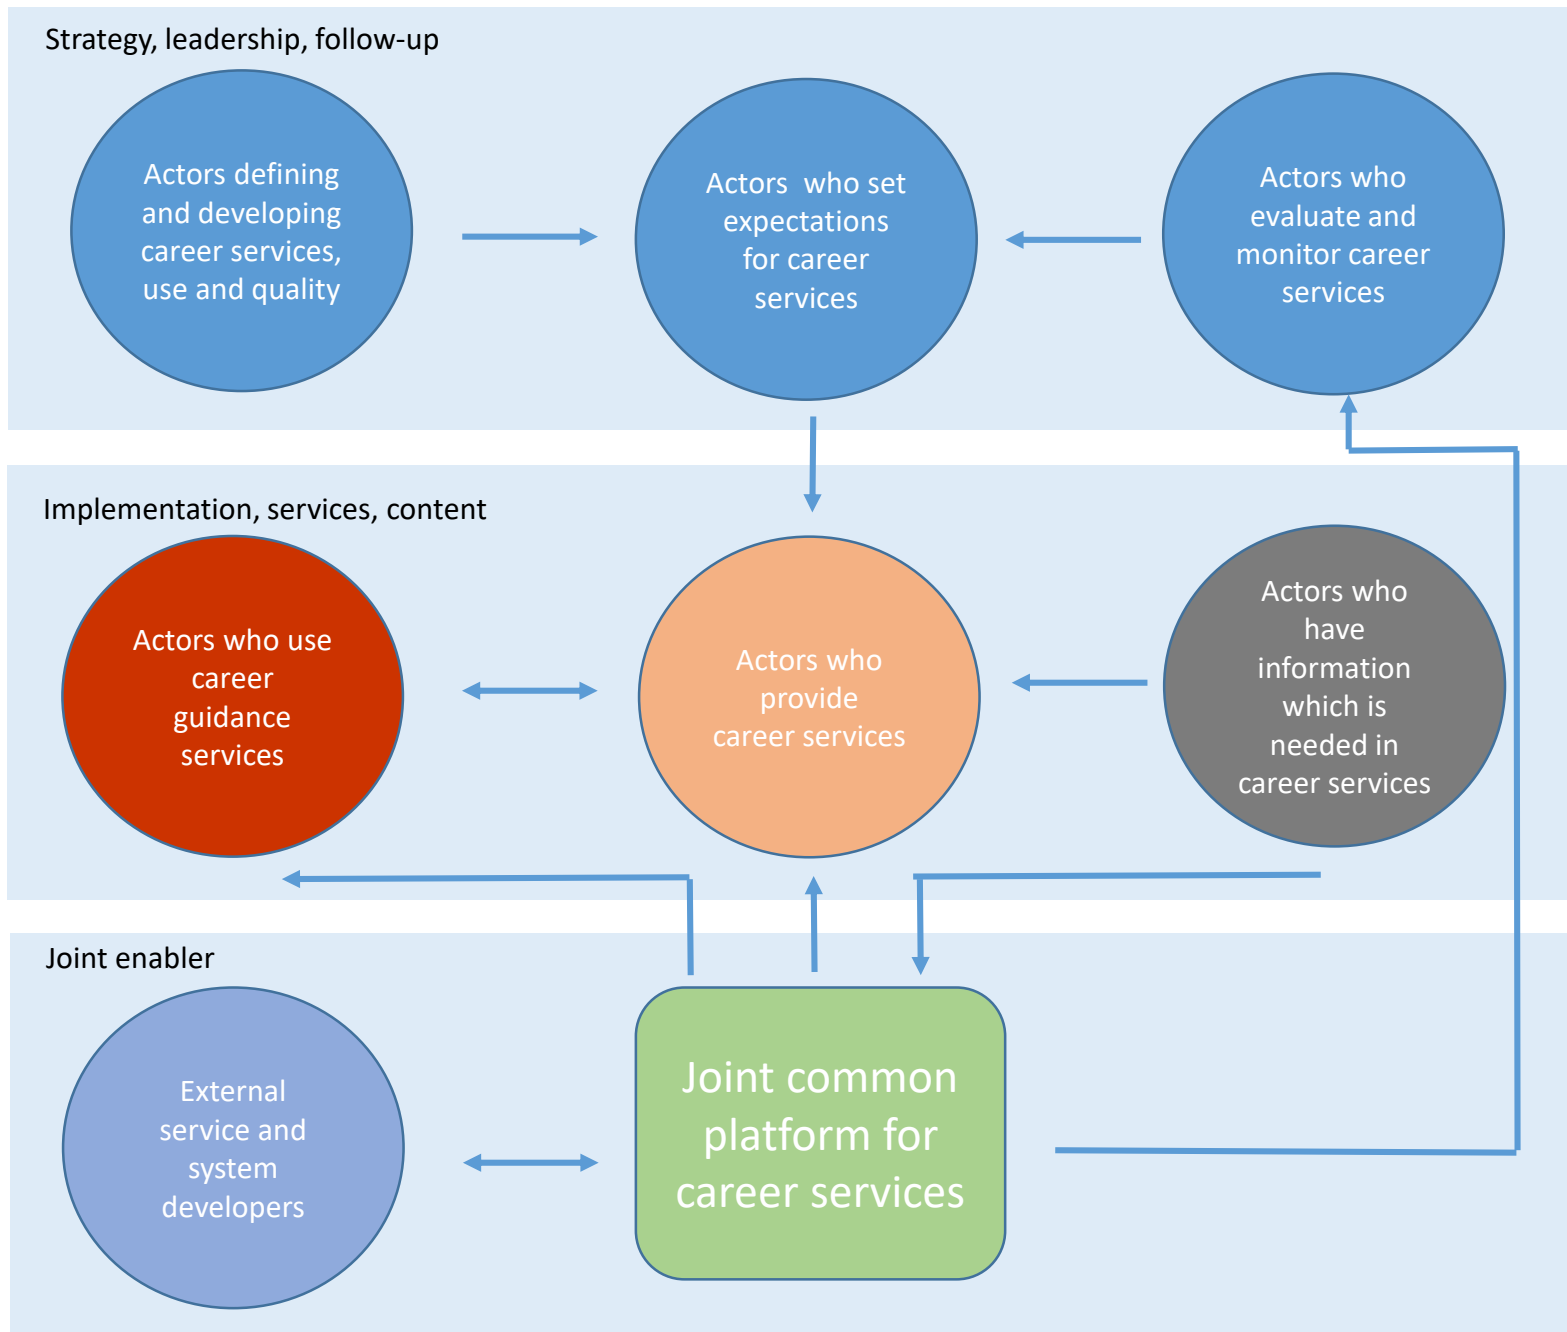 Strategy, leadership, follow-up
Actors defining
and developing
career services,
use and quality
Actors  who set
expectations
for career
services
Actors who
evaluate and
monitor career
services
Implementation, services, content
Actors who use
career
guidance
services
Actors who
provide
career services
Actors who
have
information
which is
needed in
career services
Joint enabler
External
service and
system
developers
Joint common
platform for
career services